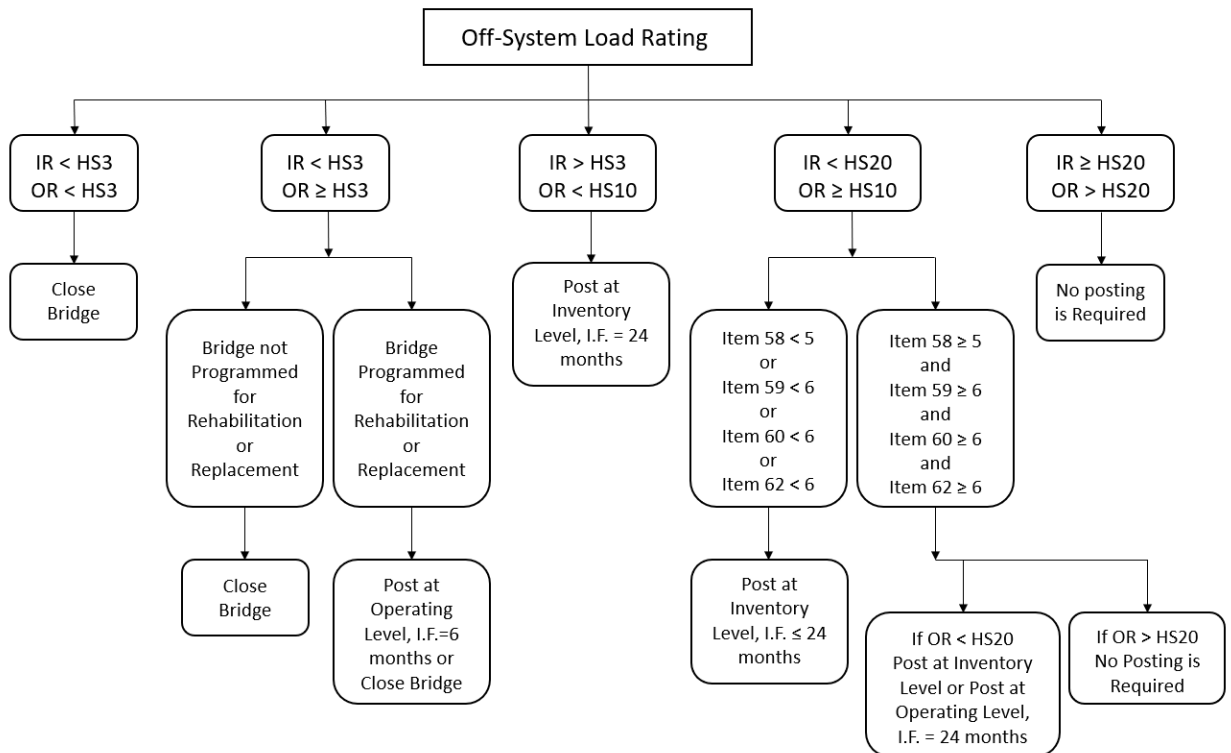 Off-System Load Rating
IR < HS3
OR < HS3
IR < HS3
OR ≥ HS3
IR > HS3
OR < HS10
IR < HS20
OR ≥ HS10
IR ≥ HS20
OR > HS20
Close
Bridge
Bridge not
Programmed
for
Rehabilitation
or
Replacement
Bridge
Programmed
for
Rehabilitation
or
Replacement
Post at
Inventory
Level, I.F. = 24
months
Item 58 < 5
or
Item 59 < 6
or
Item 60 < 6
or
Item 62 < 6
Item 58 ≥ 5
and
Item 59 ≥ 6
and
Item 60 ≥ 6
and
Item 62 ≥ 6
No posting
is Required
Close
Bridge
Post at
Operating
Level, I.F.=6
months or
Close Bridge
Post at
Inventory
Level, I.F. ≤ 24
months
If OR < HS20
Post at Inventory
Level or Post at
Operating Level,
I.F. = 24 months
If OR > HS20
No Posting is
Required